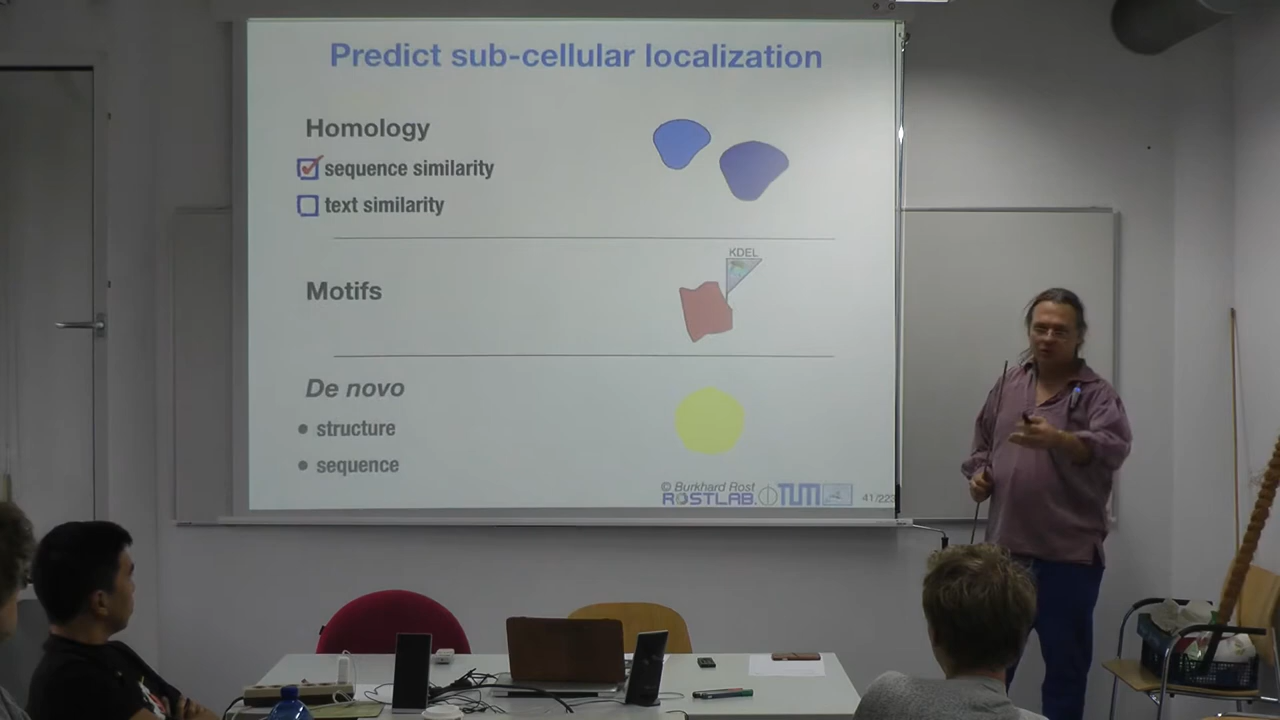 Predict sub-cellular localization
Homology
sequence similarity
text similarity
KDEL
Motifs
De novo
structure
sequence
© Burkhard Rost
ROSTLAB. TUM
41/223